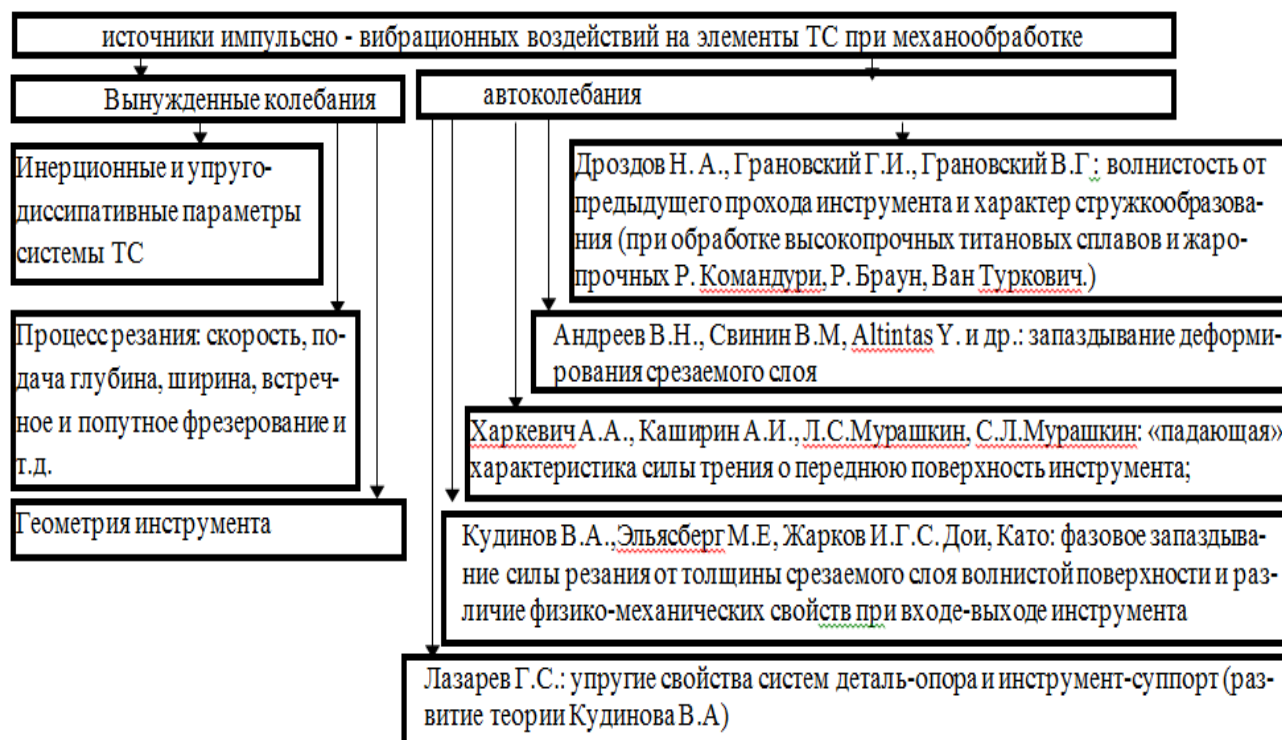 источники импульсно - вибрационных воздействий на элементы ТС при механообработке
Вынужденные колебания
автоколебания
Инерционные и упруго-
диссипативные параметры
системы ТС
Процесс резания: скорость, по-
дача глубина, ширина, встреч-
ное и попутное фрезерование и
т.д.
Геометрия инструмента
Дроздов Н. А., Грановский Г.И., Грановский В.Г: волнистость от
предыдущего прохода инструмента и характер стружкообразова-
ния (при обработке высокопрочных титановых сплавов и жаро-
прочных Р. Командури, Р. Браун, Ван Туркович.)
Андреев В.Н., Свинин В.М, Altintas Y. и др.: запаздывание деформи-
рования срезаемого слоя
Харкевич А.А., Каширин А.И., Л.С.Мурашкин, С.Л.Мурашкин: «падающая»
характеристика силы трения о переднюю поверхность инструмента;
Кудинов В.А.,Эльясберг М.Е, Жарков И.Г.С. Дои, Като: фазовое запаздыва-
ние силы резания от толщины срезаемого слоя волнистой поверхности и раз-
личие физико-механических свойств при входе-выходе инструмента
Лазарев Г.С.: упругие свойства систем деталь-опора и инструмент-суппорт (раз-
витие теории Кудинова В.А)